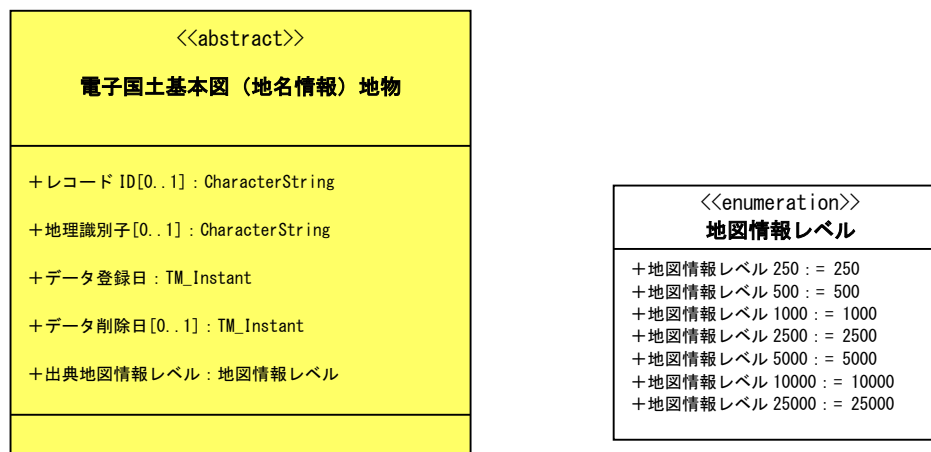 <<abstract>>
電子国土基本図（地名情報）地物
＋レコード ID[0..1]：CharacterString
＋地理識別子[0..1]：CharacterString
＋データ登録日：TM_Instant
＋データ削除日[0..1]：TM_Instant
＋出典地図情報レベル：地図情報レベル
<<enumeration>>
地図情報レベル
＋地図情報レベル 250：= 250
＋地図情報レベル 500：= 500
＋地図情報レベル 1000：= 1000
＋地図情報レベル 2500：= 2500
＋地図情報レベル 5000：= 5000
＋地図情報レベル 10000：= 10000
＋地図情報レベル 25000：= 25000